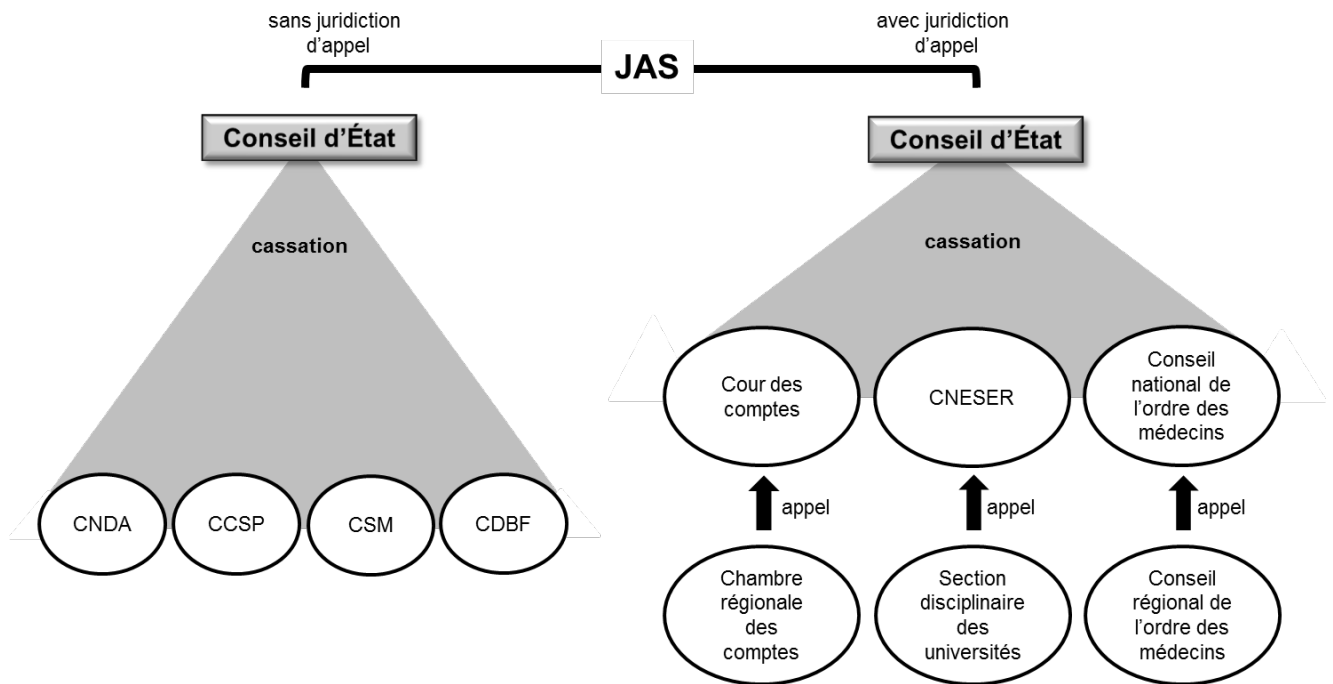 sans juridiction
d’appel
avec juridiction
d’appel
JAS
Conseil d’État
Conseil d’État
cassation
cassation
CNDA
CCSP
CSM
CDBF
Cour des
comptes
CNESER
Conseil
national de
l’ordre des
médecins
appel
appel
appel
Chambre
régionale
des
comptes
Section
disciplinaire
des
universités
Conseil
régional de
l’ordre des
médecins